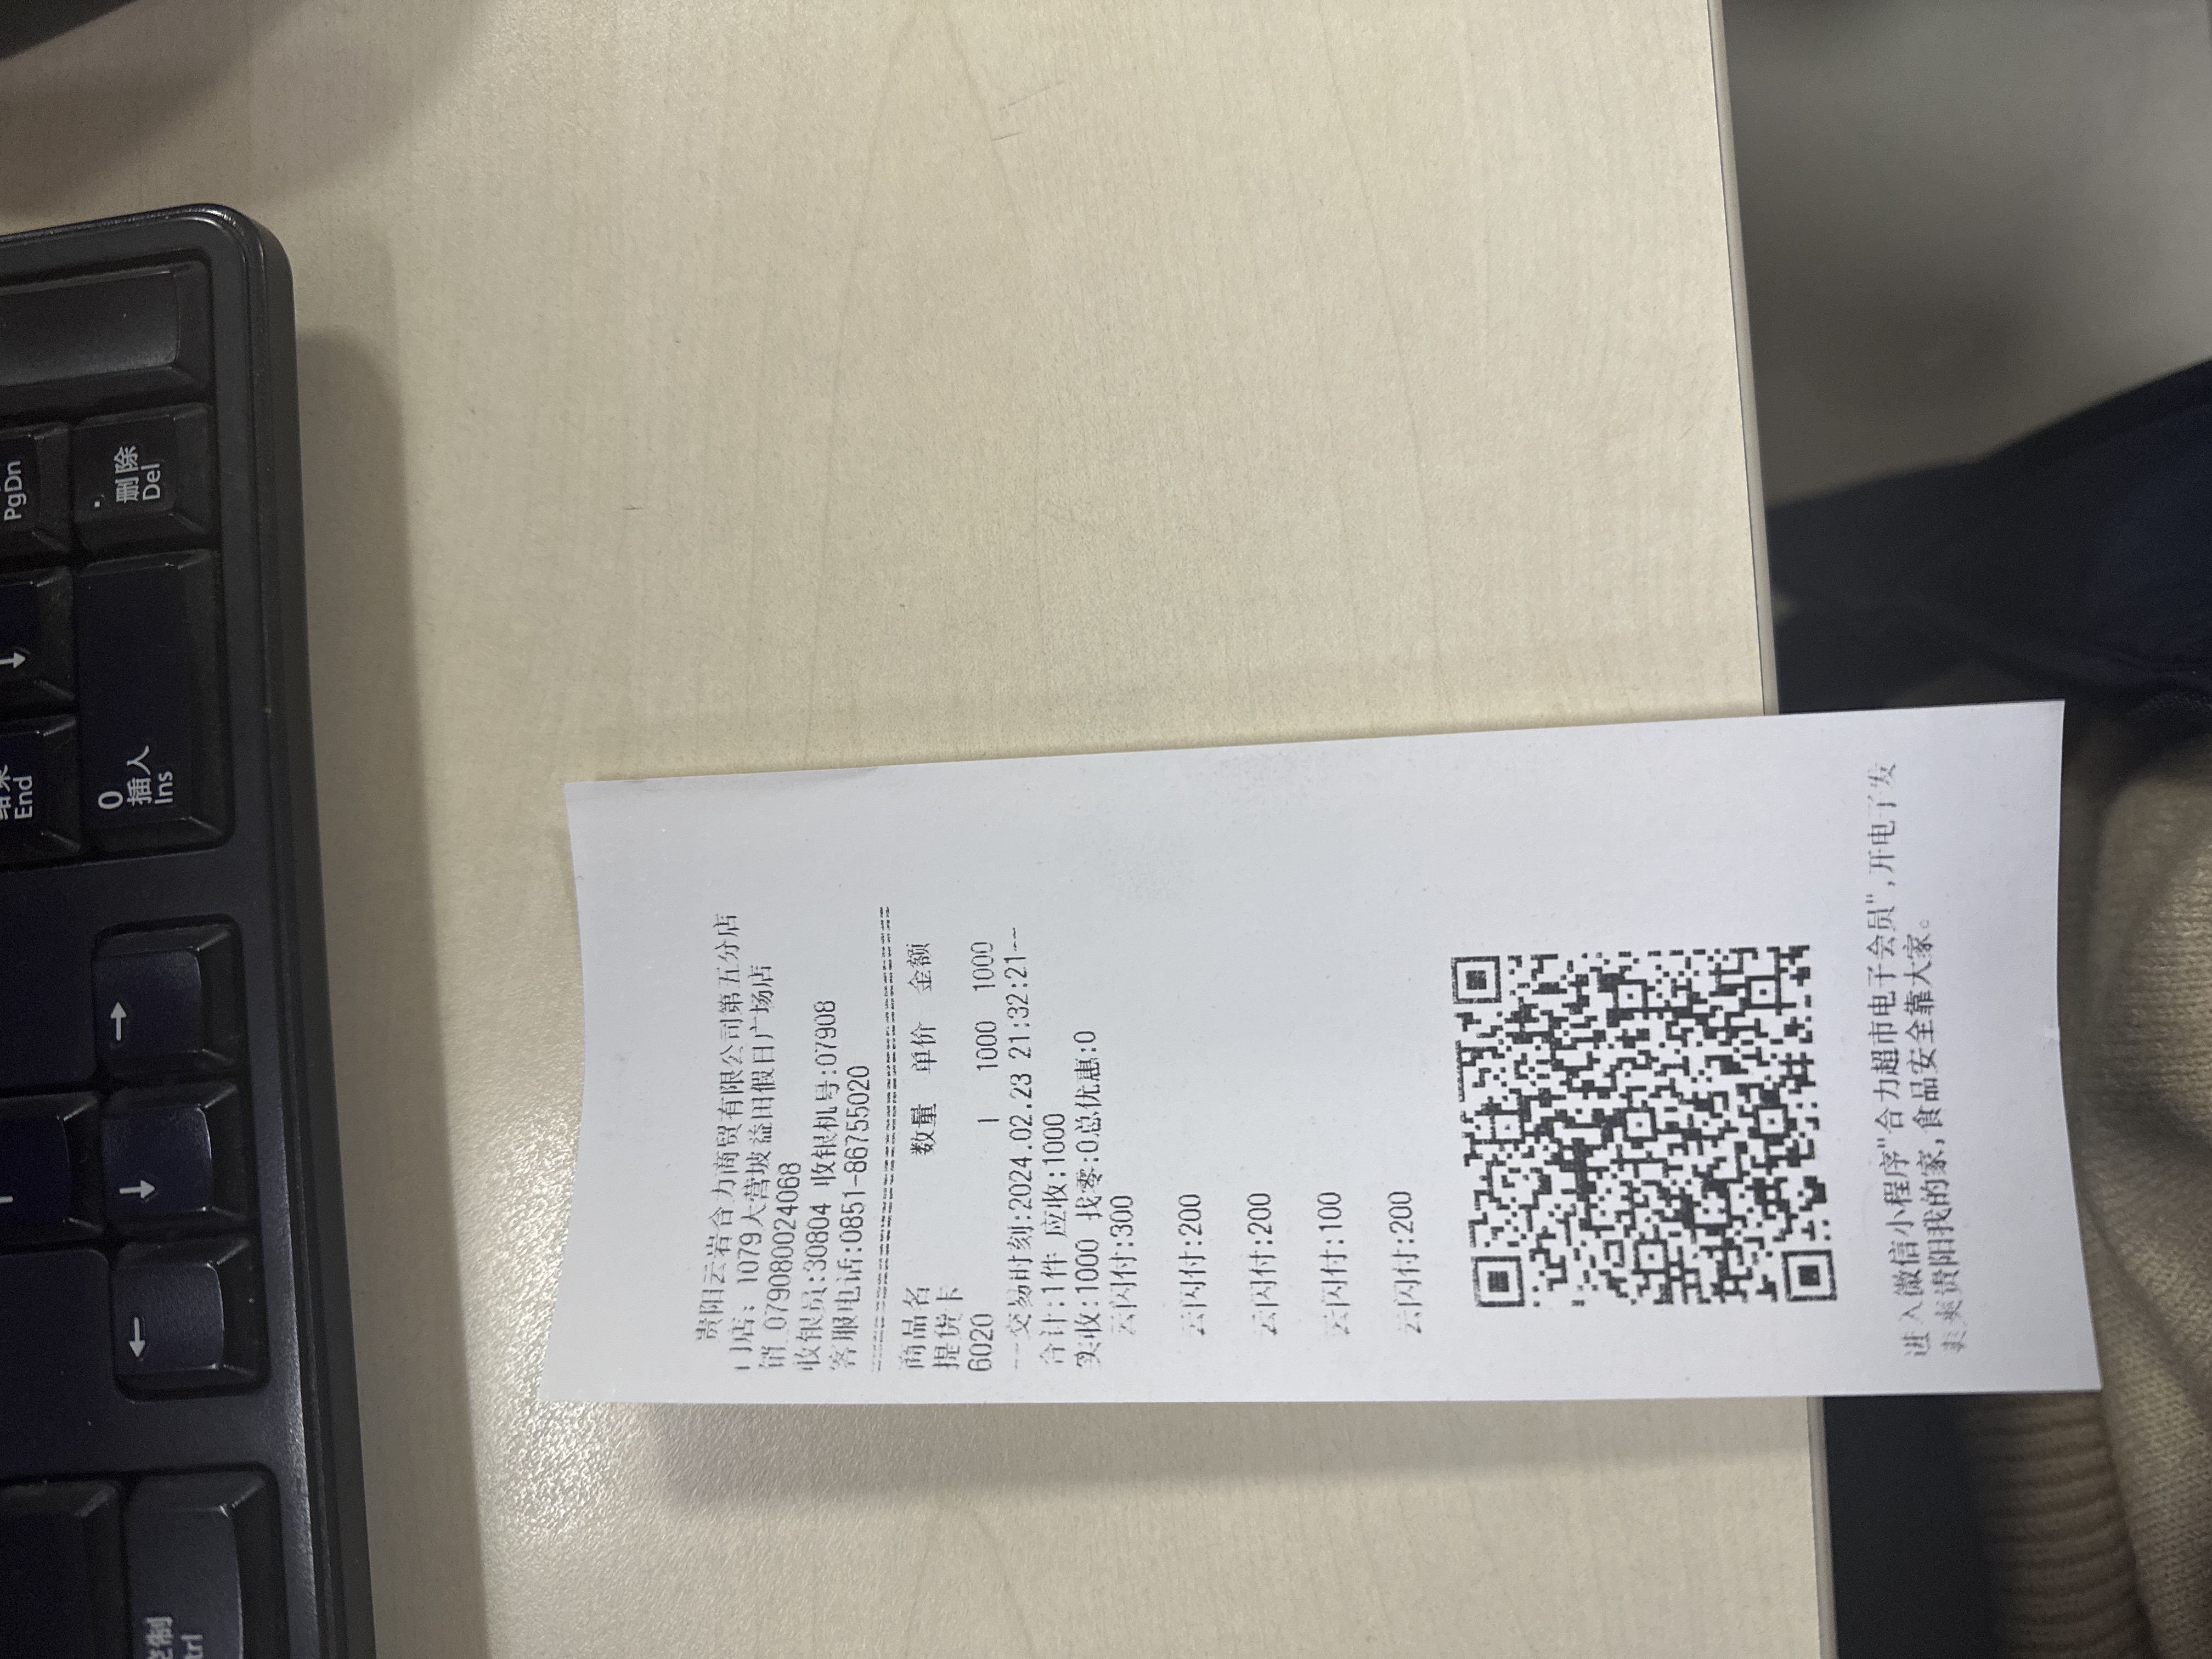 贵阳云岩合力商贸有限公司第五分店
门店: 1079大营坡益田假日广场店
销 0790800024068
收银员:30804 收银机号:07908
客服电话:0851-86755020
商品名 数量 单价 金额
提货卡
6020 1 1000 1000
---交易时刻:2024.02.23 21:32:21--
合计:1件 应收:1000
实收:1000 找零:0总优惠:0
云闪付:300
云闪付:200
云闪付:200
云闪付:100
云闪付:200
进入微信小程序"合力超市电子会员",开电子发
爽爽贵阳我的家,食品安全靠大家。
PgDn
.
删除
Del
End
0
插入
Ins